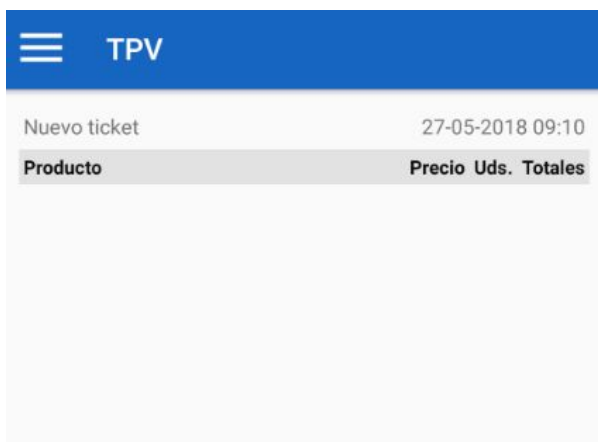 TPV
Nuevo ticket 27-05-2018 09:10
Producto Precio Uds. Totales